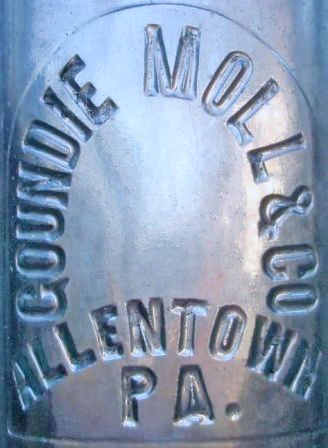 GOUNDIE MOLL & CO
ALLENTOWN
PA.